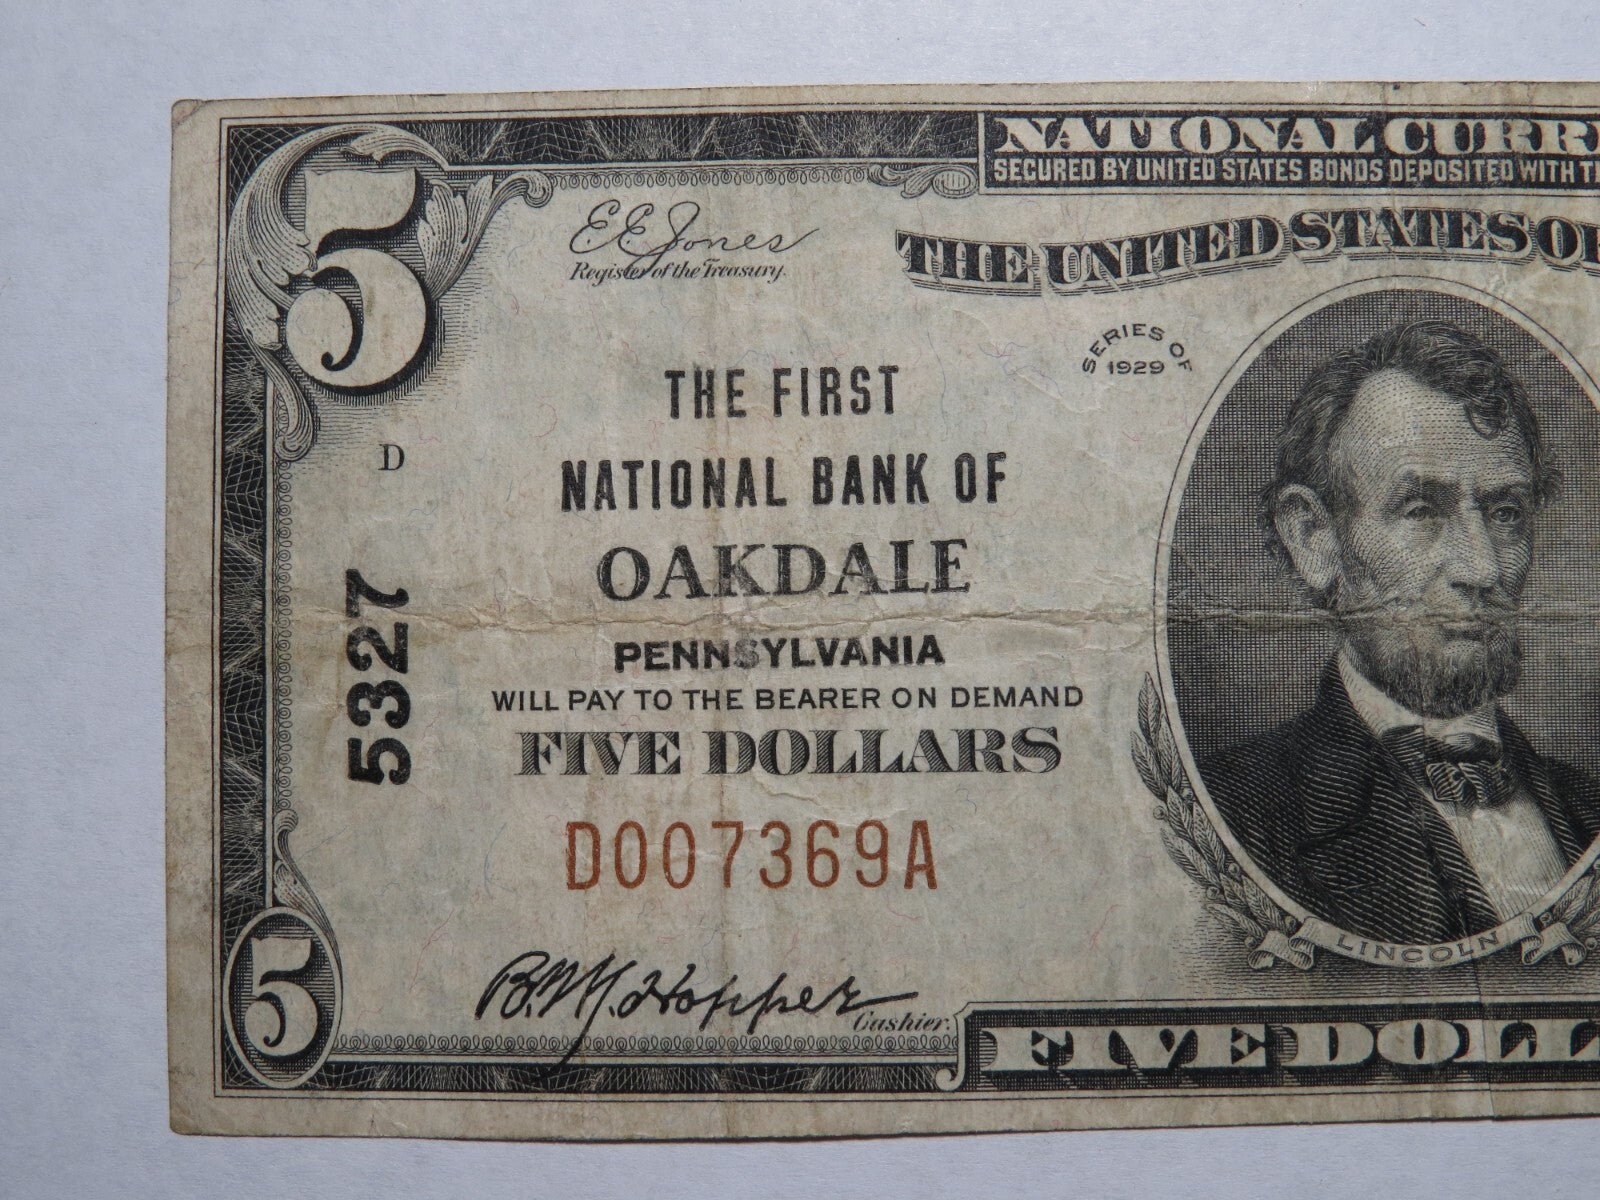 NATIONAL CURR
SECURED BY UNITED STATES BONDS DEPOSITED WITH T
5
E E Jones
Register of the Treasury.
THE UNITED STATES OF
SERIES OF
1929
THE FIRST
D
NATIONAL BANK OF
OAKDALE
5327
PENNSYLVANIA
WILL PAY TO THE BEARER ON DEMAND
FIVE DOLLARS
D007369A
LINCOLN
5
Hopper
Cashier.
FIVE DOLL